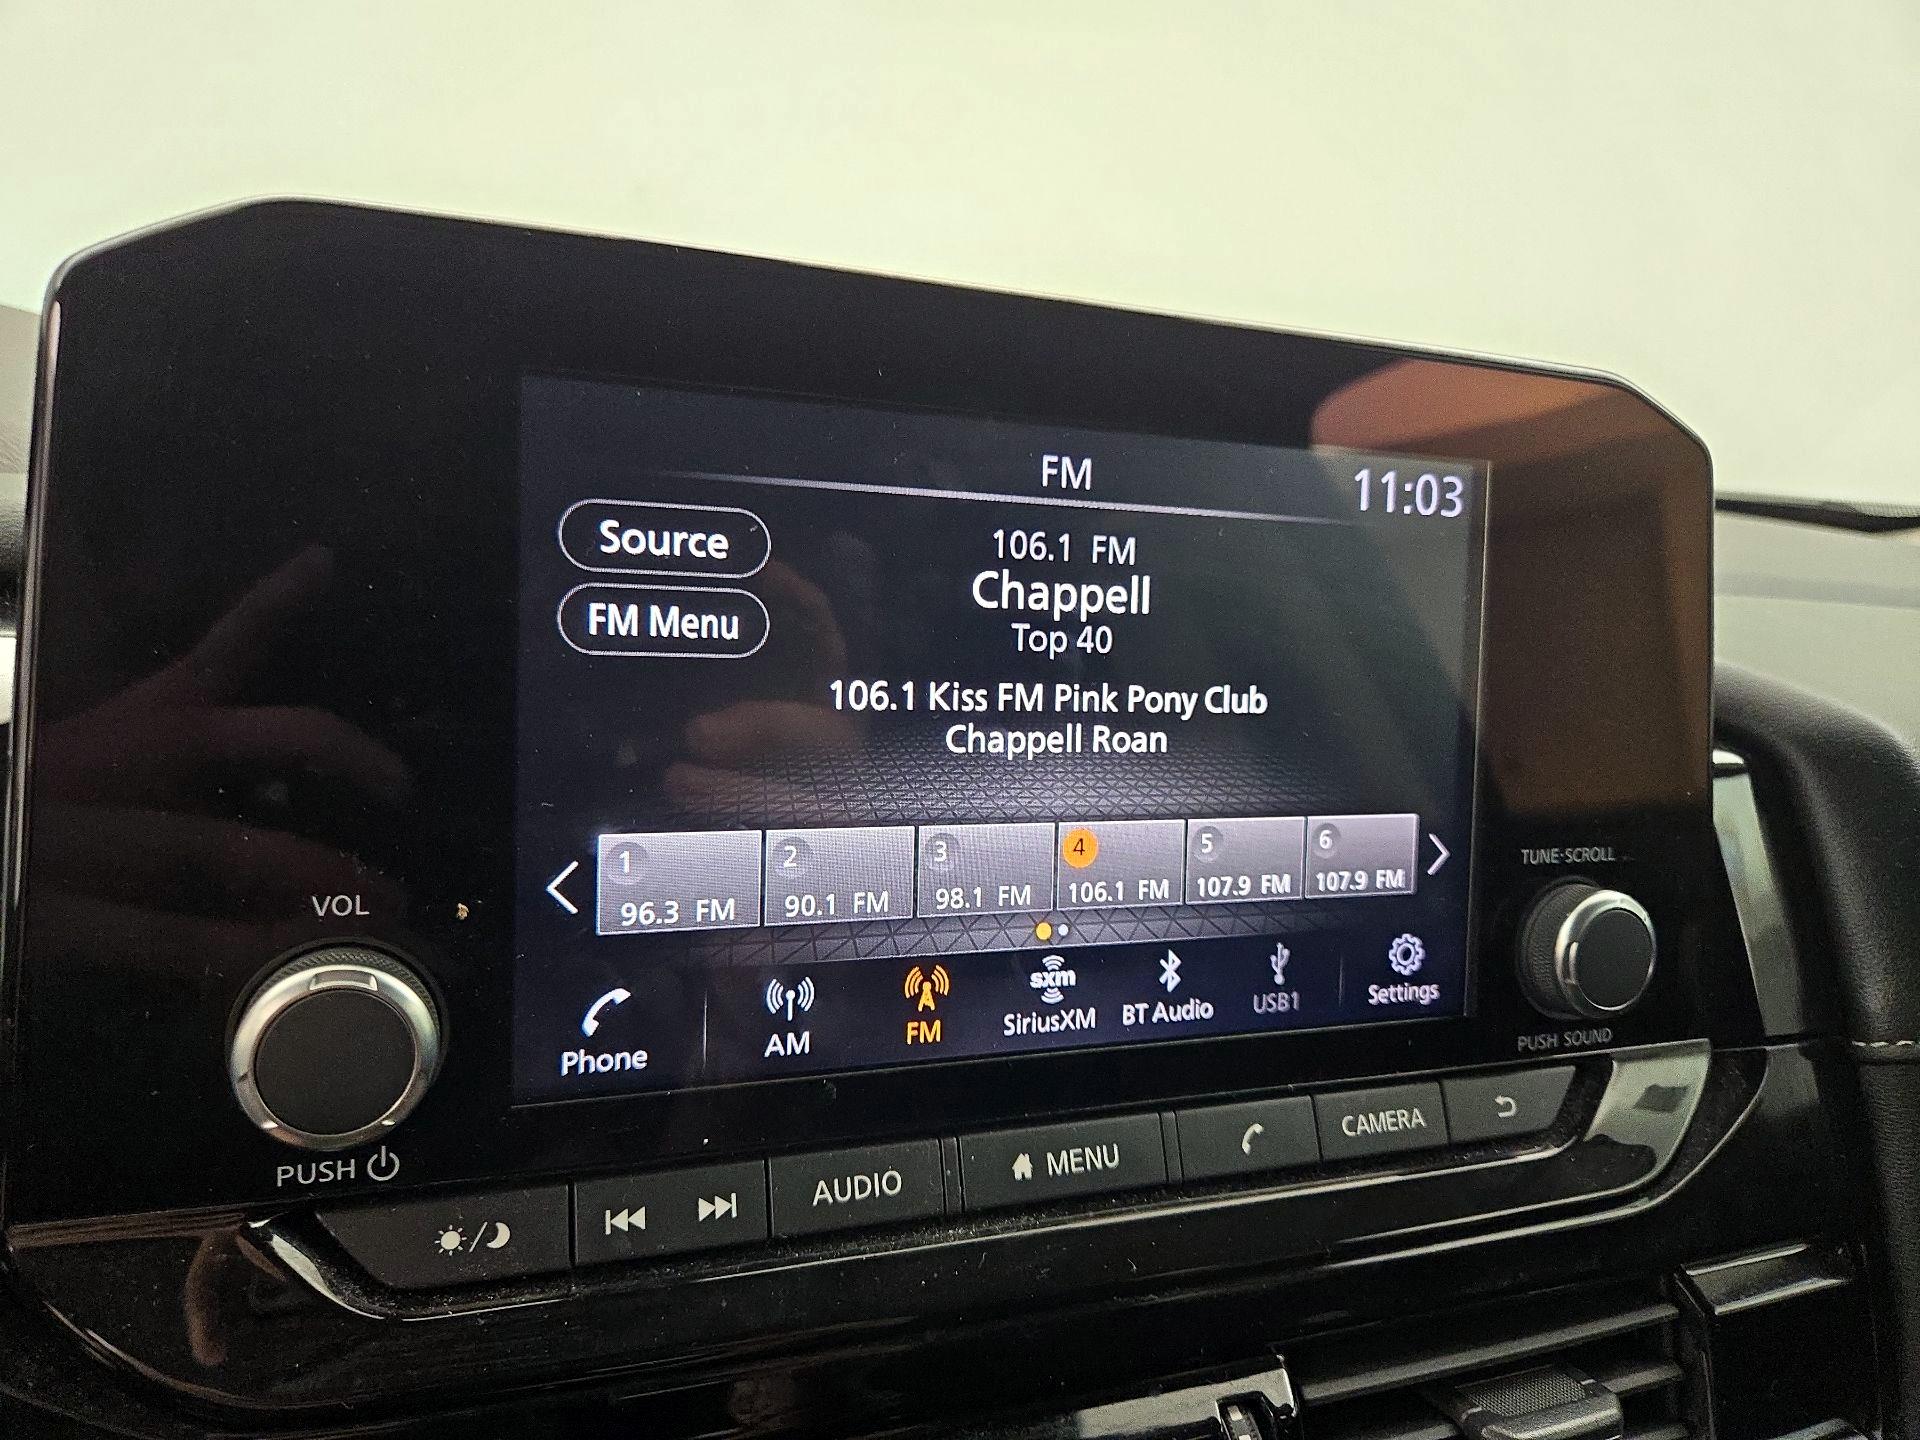 FM
11:03
Source
FM Menu
106.1 FM
Chappell
Top 40
106.1 Kiss FM Pink Pony Club
Chappell Roan
1
96.3 FM
2
90.1 FM
3
98.1 FM
4
106.1 FM
5
107.9 FM
6
107.9 FM
Phone
AM
FM
sxm
SiriusXM
BT Audio
USB1
Settings
VOL
PUSH
TUNE·SCROLL
PUSH SOUND
AUDIO
MENU
CAMERA